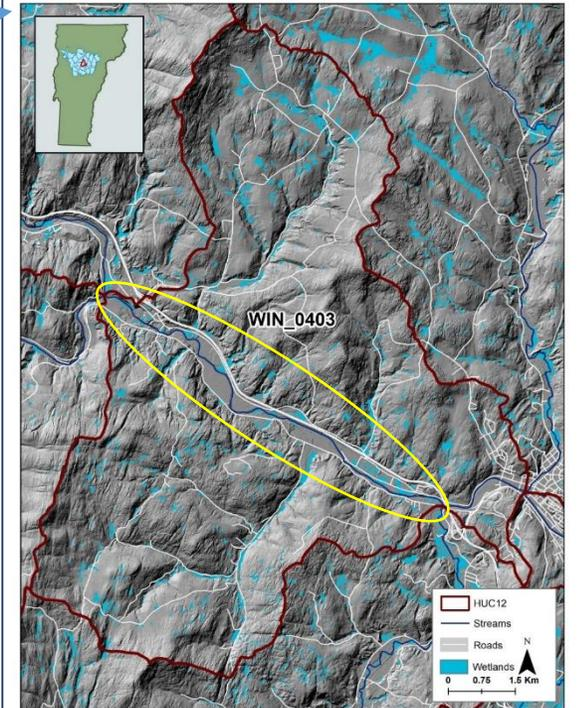 WIN_0403
HUC12
Streams
Roads
N
Wetlands
0 0.75 1.5 Km